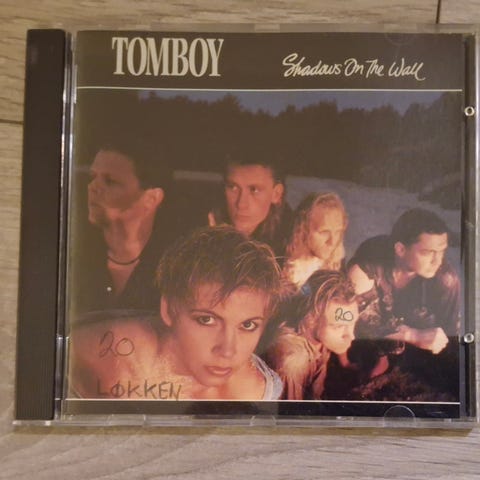 TOMBOY
Shadows On The Wall
20
20
LØKKEN